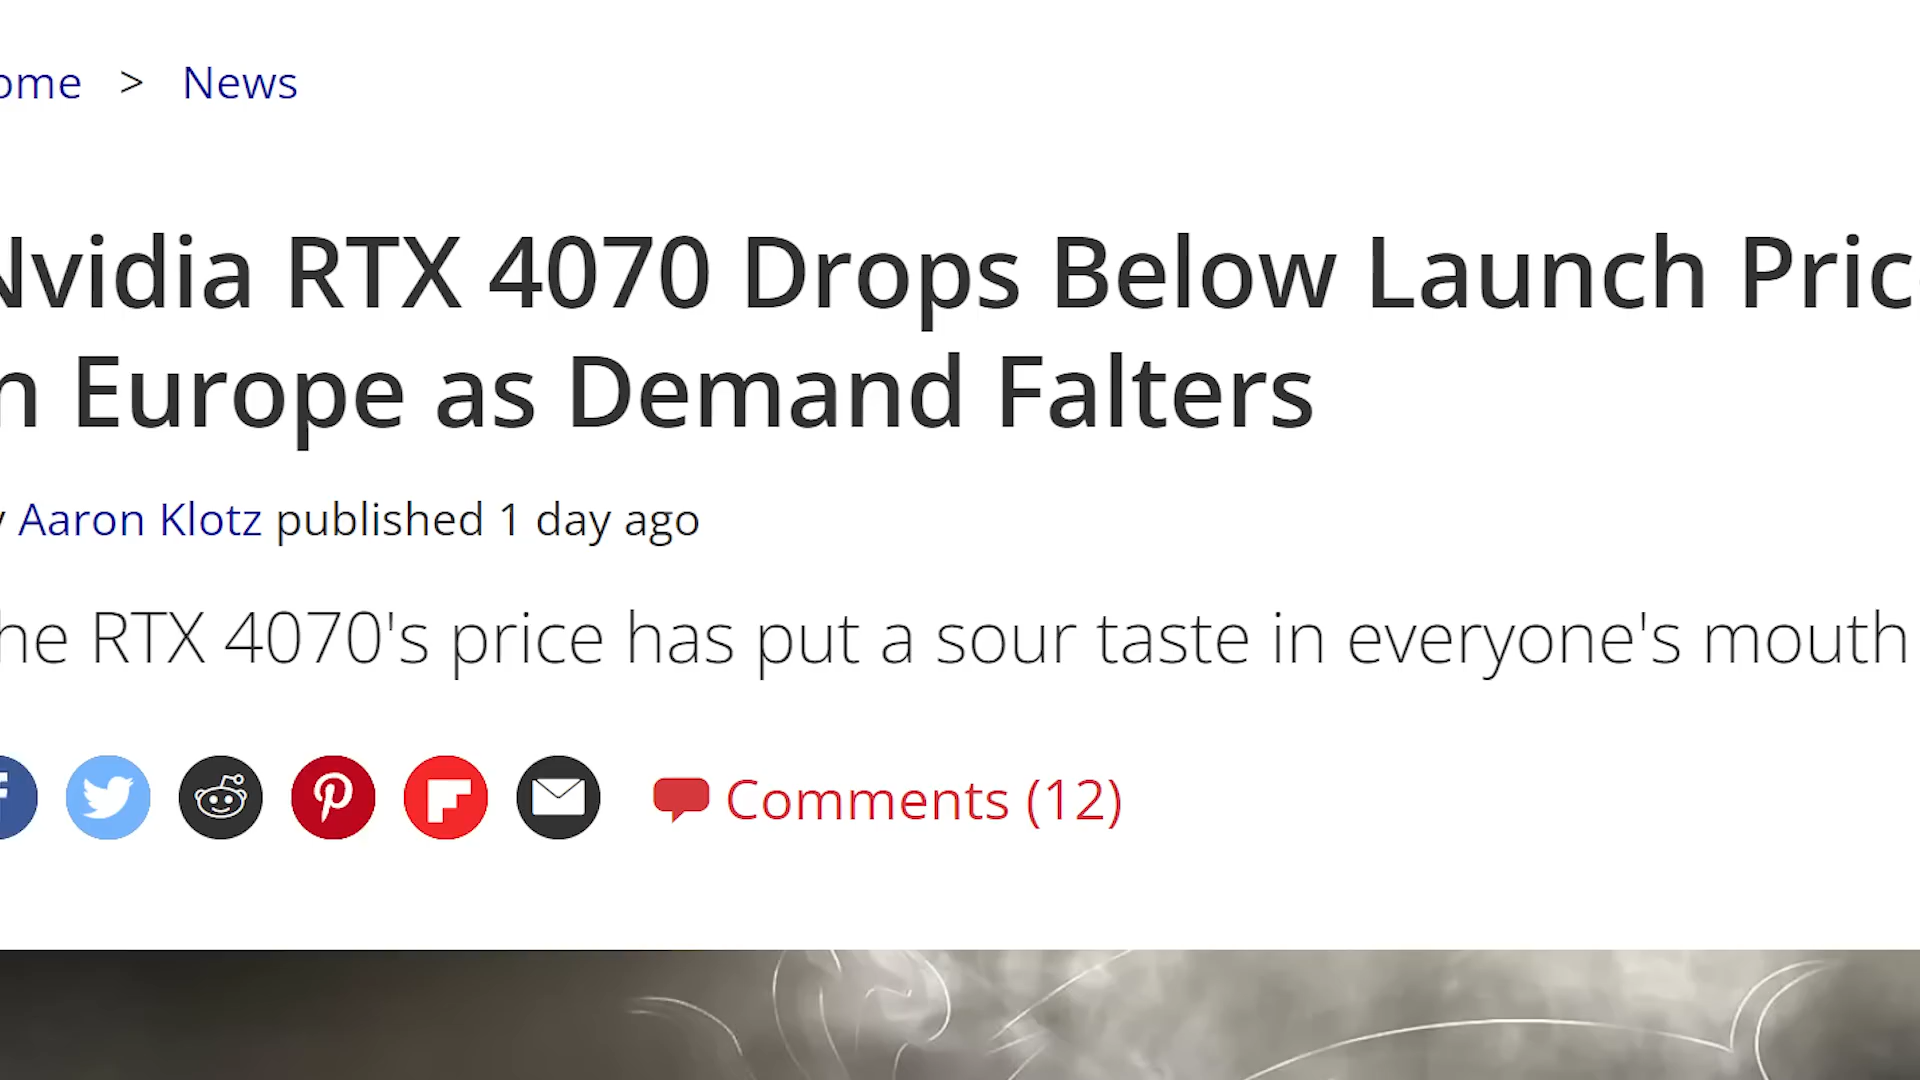 ome > News
Nvidia RTX 4070 Drops Below Launch Pric
n Europe as Demand Falters
y Aaron Klotz published 1 day ago
he RTX 4070's price has put a sour taste in everyone's mouth
Comments (12)